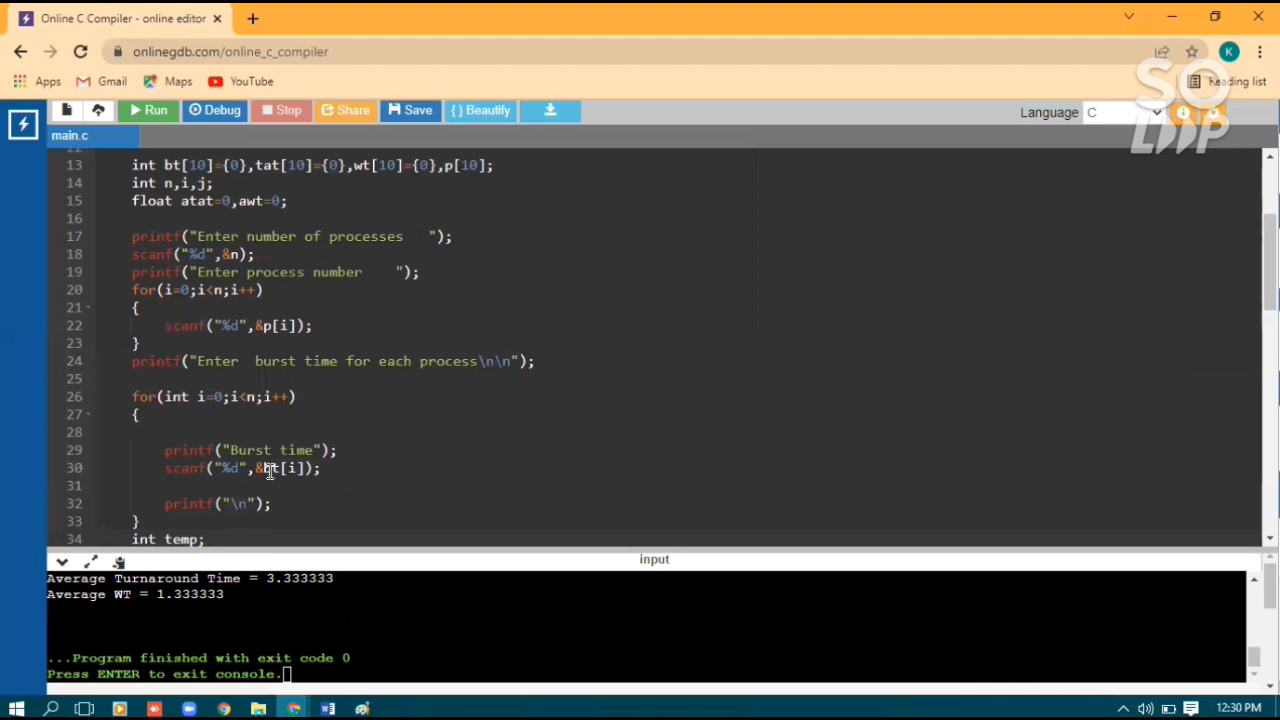 Online C Compiler - online editor
onlinegdb.com/online_c_compiler
K
Apps Gmail Maps YouTube Reading list
Run Debug Stop Share Save { } Beautify Language C
main.c
SO LOOP
12
13 int bt[10]={0},tat[10]={0},wt[10]={0},p[10];
14 int n,i,j;
15 float atat=0,awt=0;
16
17 printf("Enter number of processes   ");
18 scanf("%d",&n);
19 printf("Enter process number    ");
20 for(i=0;i<n;i++)
21 {
22 scanf("%d",&p[i]);
23 }
24 printf("Enter  burst time for each process\n\n");
25
26 for(int i=0;i<n;i++)
27 {
28
29 printf("Burst time");
30 scanf("%d",&bt[i]);
31
32 printf("\n");
33 }
34 int temp;
input
Average Turnaround Time = 3.333333
Average WT = 1.333333
...Program finished with exit code 0
Press ENTER to exit console.
12:30 PM